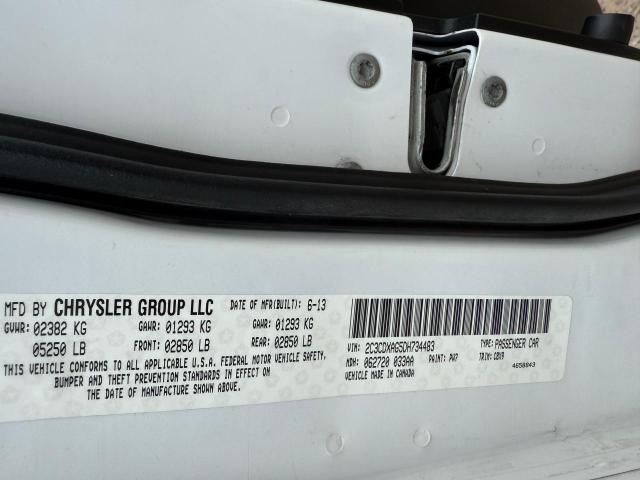 MFD BY CHRYSLER GROUP LLC DATE OF MFR(BUILT): 6-13
GVWR: 02382 KG GAWR: 01293 KG GAWR: 01293 KG
05250 LB FRONT: 02850 LB REAR: 02850 LB
THIS VEHICLE CONFORMS TO ALL APPLICABLE U.S.A. FEDERAL MOTOR VEHICLE SAFETY,
BUMPER AND THEFT PREVENTION STANDARDS IN EFFECT ON
THE DATE OF MANUFACTURE SHOWN ABOVE.
VIN: 2C3CDXAG5DH734483 TYPE: PASSENGER CAR
MDH: 062720 033AA PAINT: PW7 TRIM: CBV9
VEHICLE MADE IN CANADA 4658843